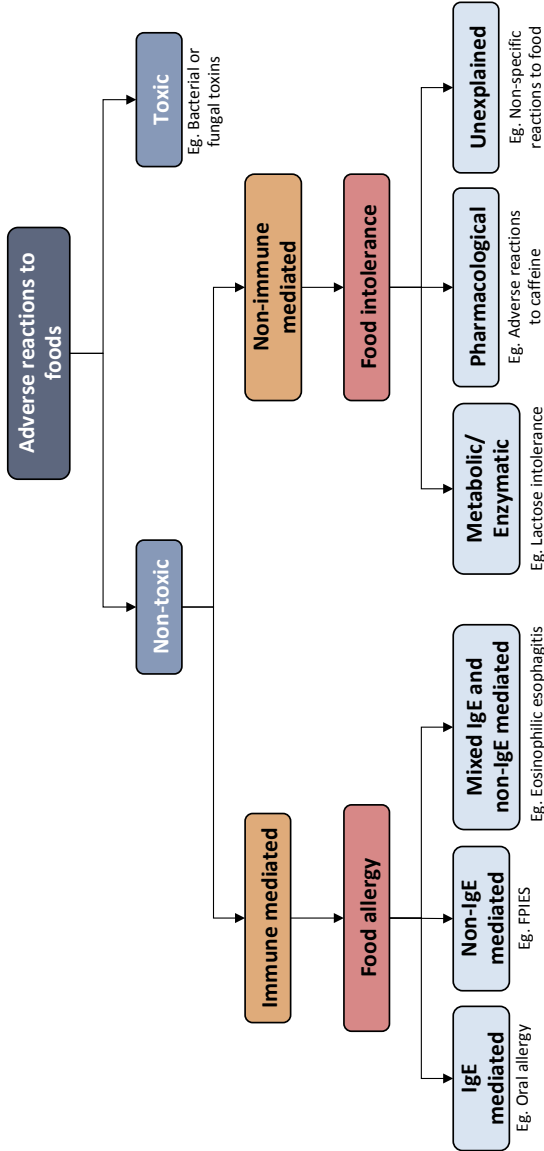 Adverse reactions to
foods
Non-toxic
Toxic
Eg. Bacterial or
fungal toxins
Immune mediated
Non-immune
mediated
Food allergy
Food intolerance
IgE
mediated
Eg. Oral allergy
Non-IgE
mediated
Eg. FPIES
Mixed IgE and
non-IgE mediated
Eg. Eosinophilic esophagitis
Metabolic/
Enzymatic
Eg. Lactose intolerance
Pharmacological
Eg. Adverse reactions
to caffeine
Unexplained
Eg. Non-specific
reactions to food